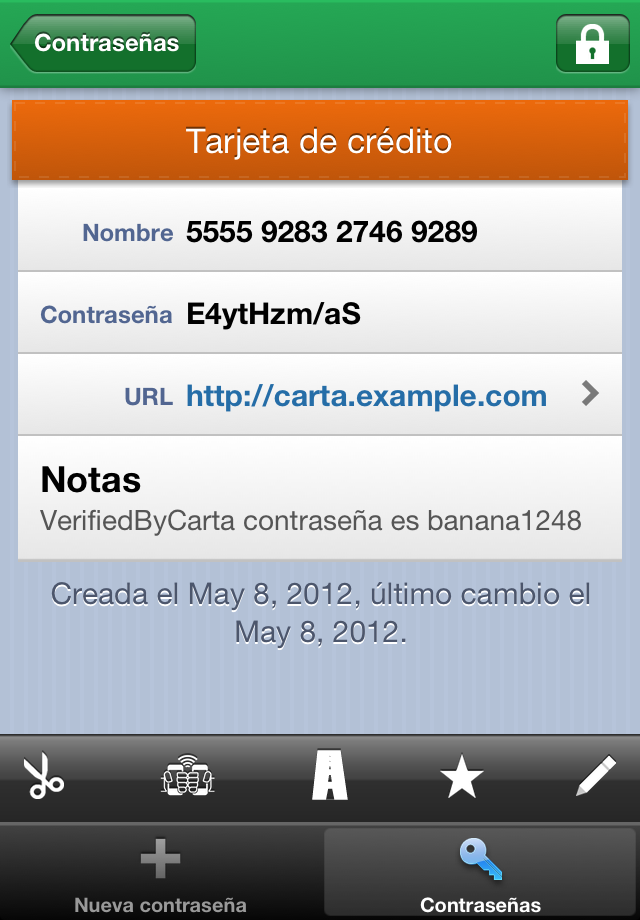 Contraseñas
Tarjeta de crédito
Nombre 5555 9283 2746 9289
Contraseña E4ytHzm/aS
URL http://carta.example.com
Notas
VerifiedByCarta contraseña es banana1248
Creada el May 8, 2012, último cambio el
May 8, 2012.
Nueva contraseña
Contraseñas